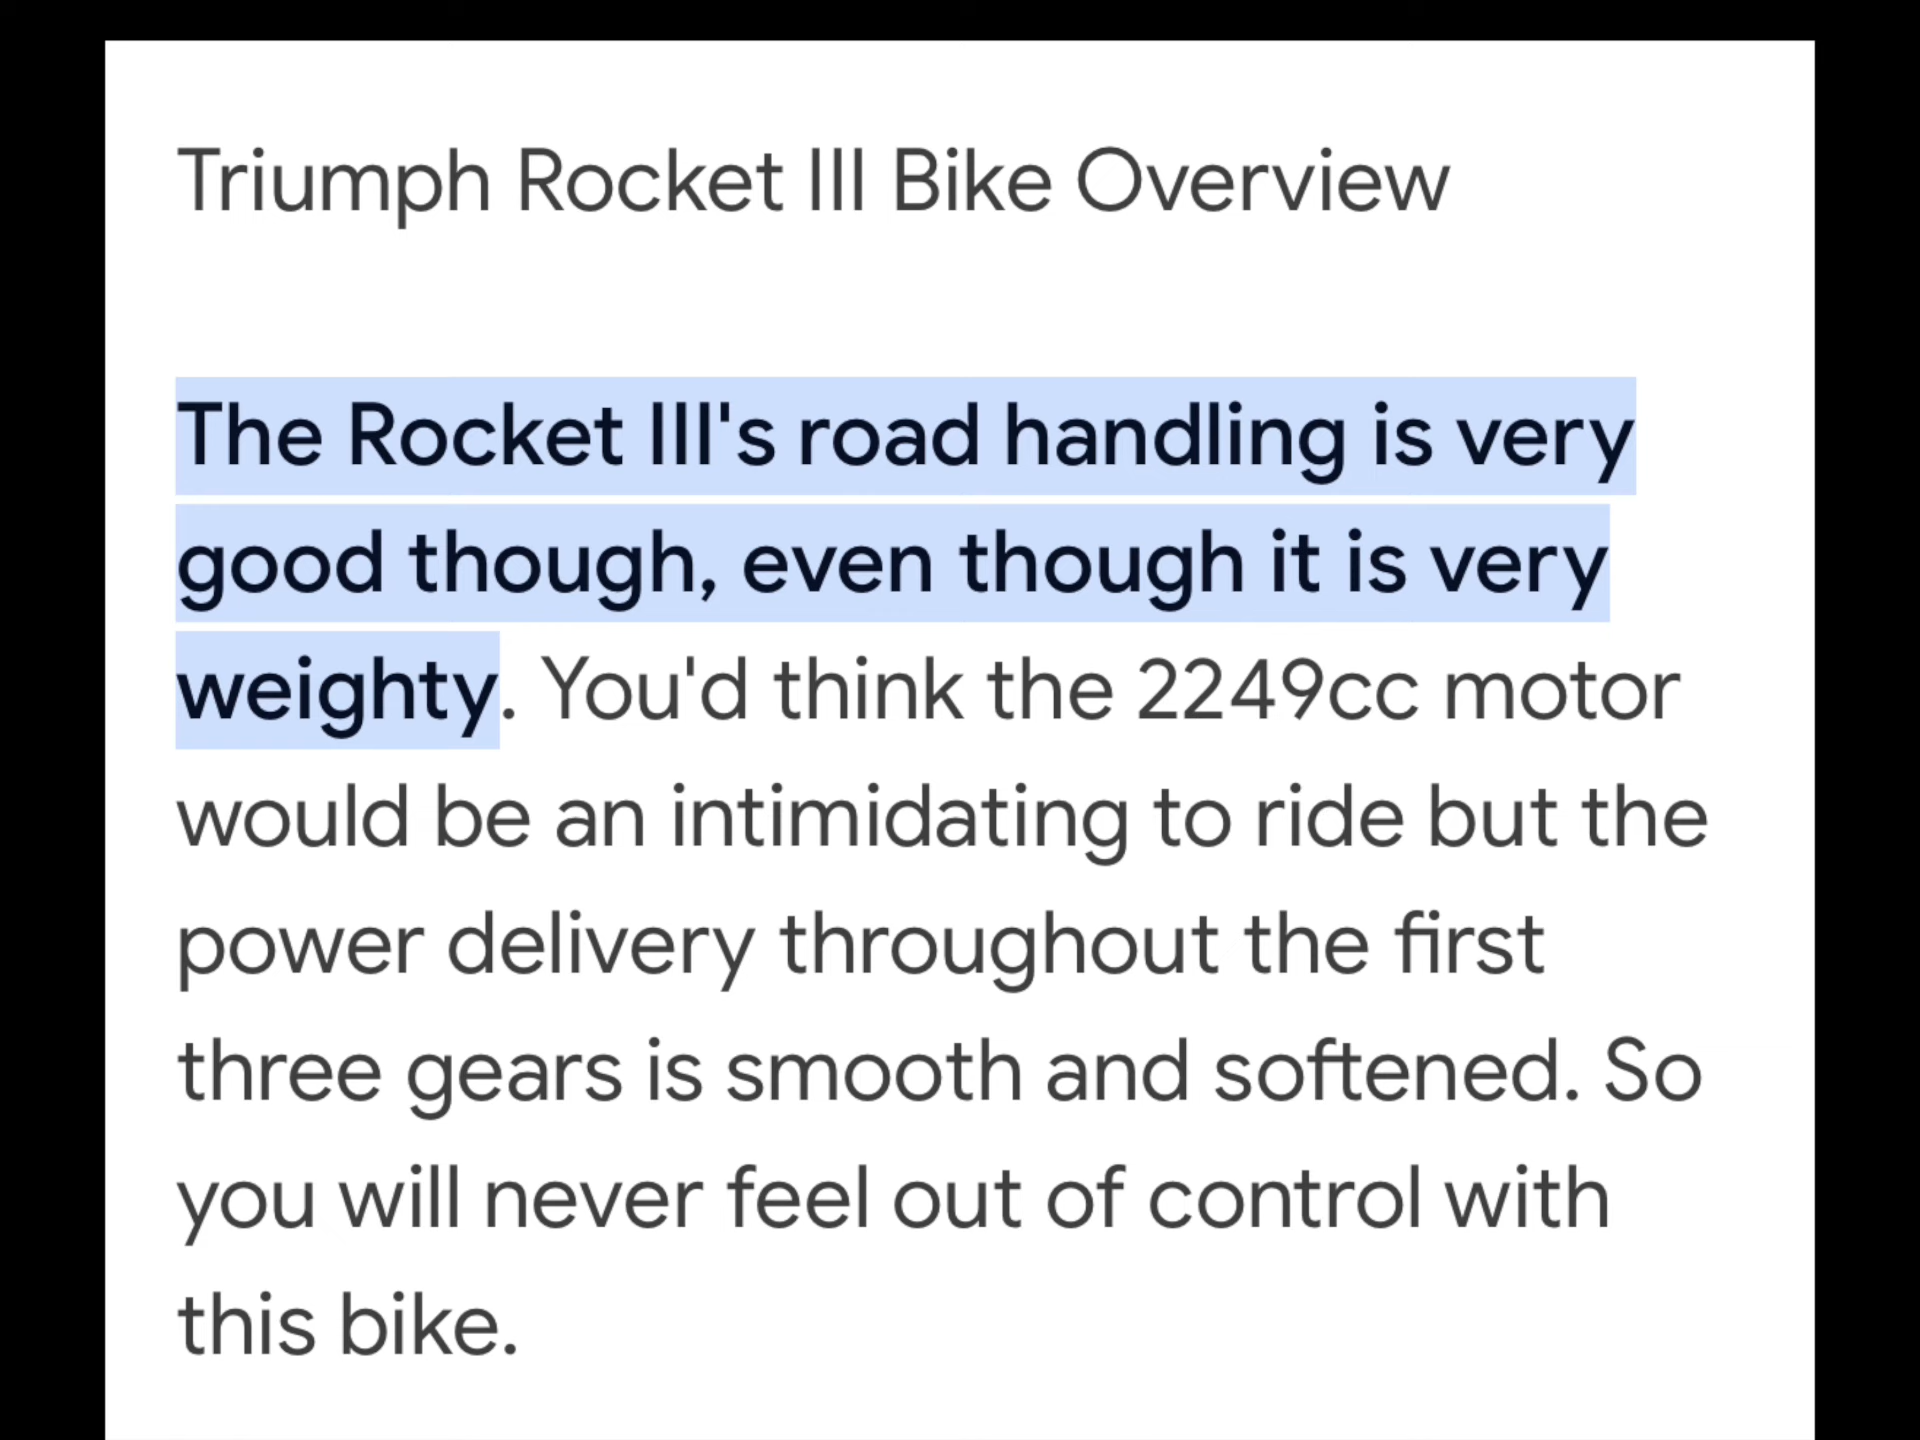 Triumph Rocket III Bike Overview
The Rocket III's road handling is very
good though, even though it is very
weighty. You'd think the 2249cc motor
would be an intimidating to ride but the
power delivery throughout the first
three gears is smooth and softened. So
you will never feel out of control with
this bike.